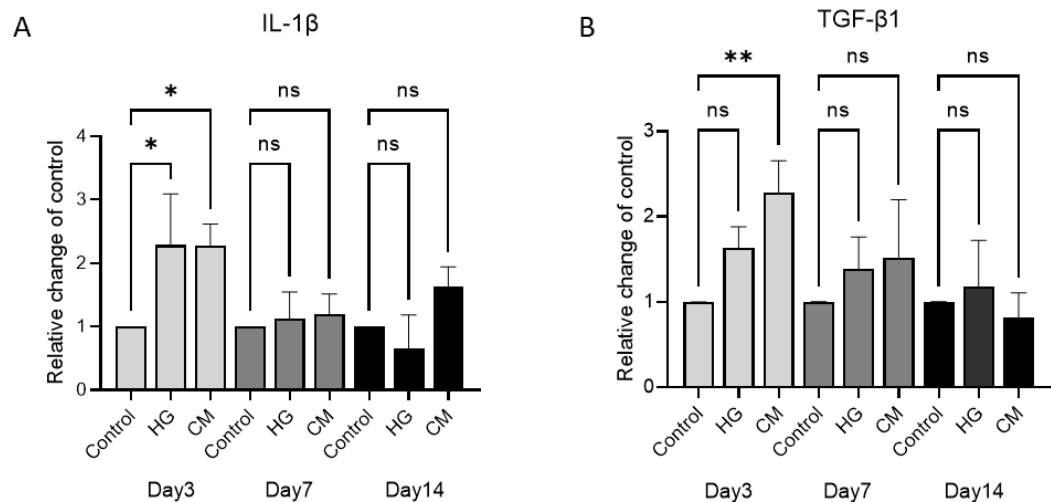 A
IL-1β
*
ns
ns
*
ns
ns
Relative change of control
4
3
2
1
0
Control
HG
CM
Control
HG
CM
Control
HG
CM
Day3
Day7
Day14
B
TGF-β1
**
ns
ns
ns
ns
ns
Relative change of control
3
2
1
0
Control
HG
CM
Control
HG
CM
Control
HG
CM
Day3
Day7
Day14